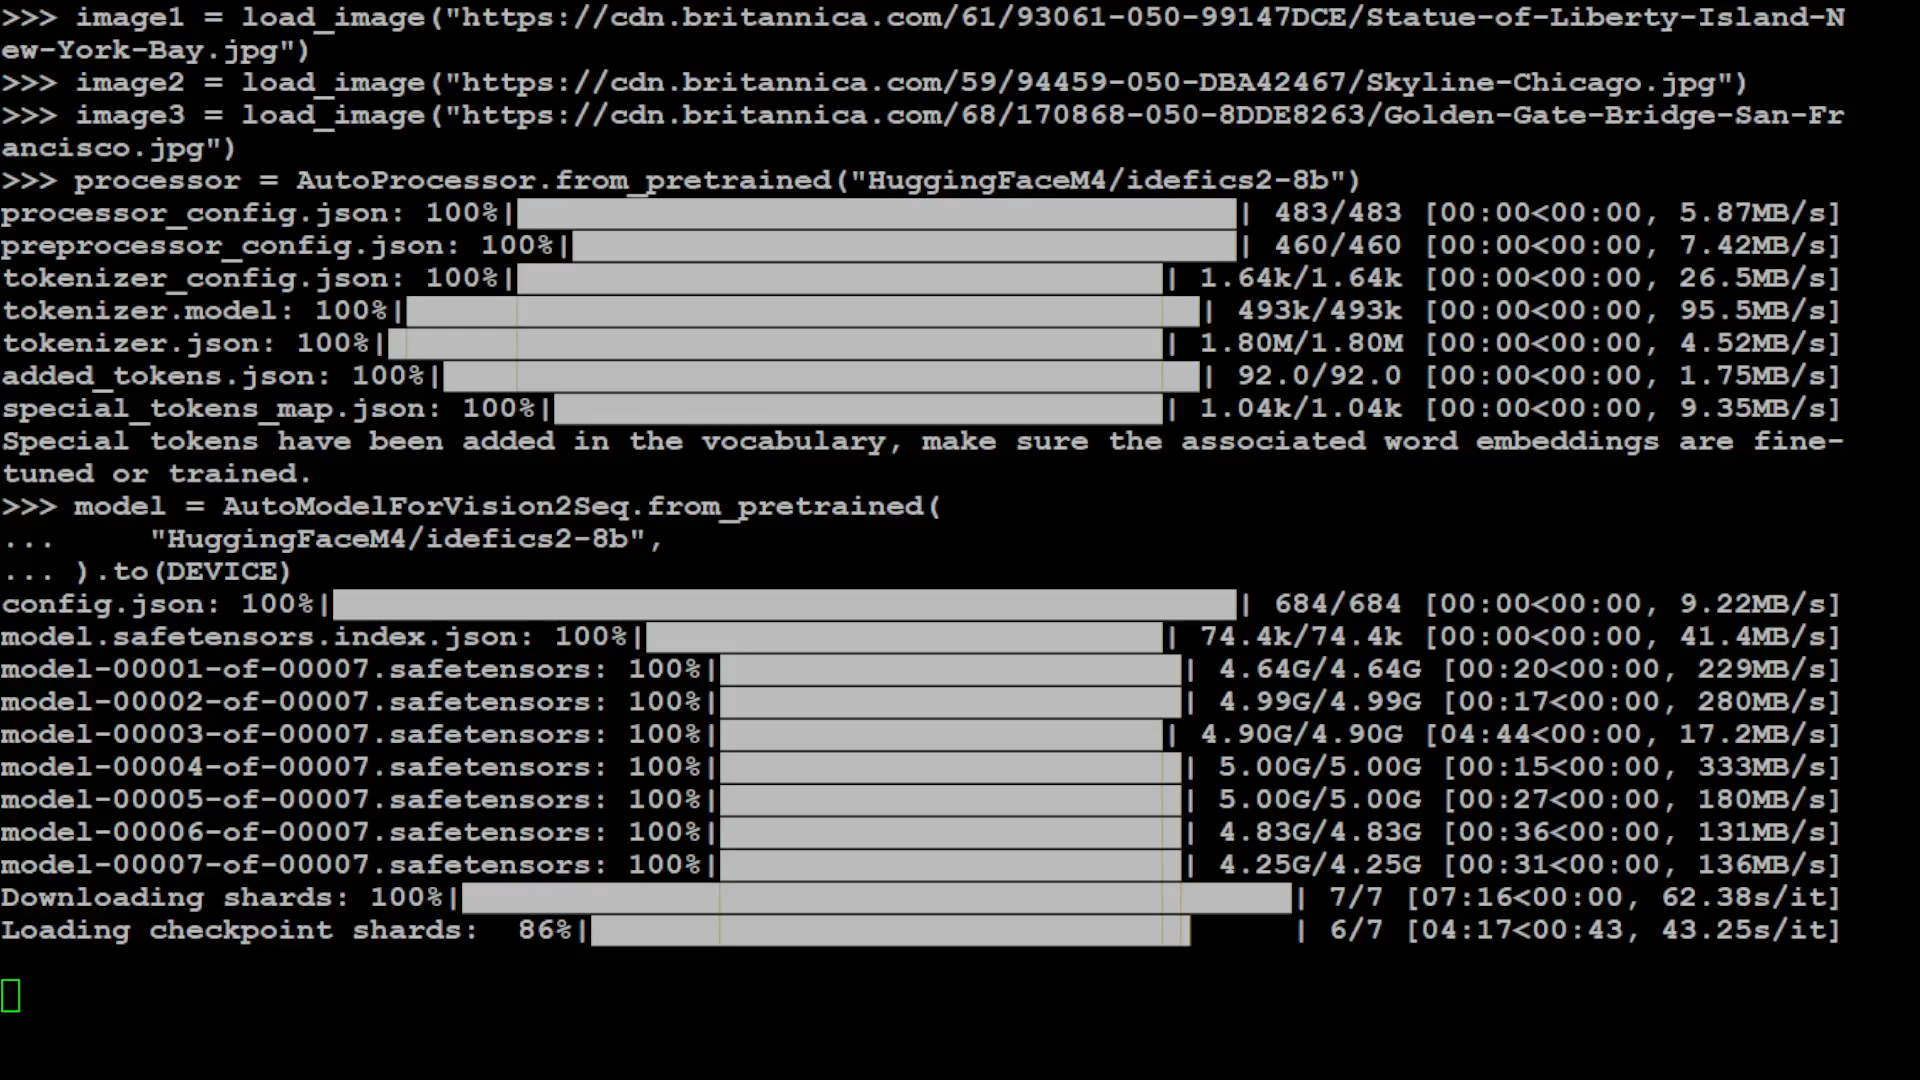 >>> image1 = load_image("https://cdn.britannica.com/61/93061-050-99147DCE/Statue-of-Liberty-Island-N
ew-York-Bay.jpg")
>>> image2 = load_image("https://cdn.britannica.com/59/94459-050-DBA42467/Skyline-Chicago.jpg")
>>> image3 = load_image("https://cdn.britannica.com/68/170868-050-8DDE8263/Golden-Gate-Bridge-San-Fr
ancisco.jpg")
>>> processor = AutoProcessor.from_pretrained("HuggingFaceM4/idefics2-8b")
processor_config.json: 100%| | 483/483 [00:00<00:00, 5.87MB/s]
preprocessor_config.json: 100%| | 460/460 [00:00<00:00, 7.42MB/s]
tokenizer_config.json: 100%| | 1.64k/1.64k [00:00<00:00, 26.5MB/s]
tokenizer.model: 100%| | 493k/493k [00:00<00:00, 95.5MB/s]
tokenizer.json: 100%| | 1.80M/1.80M [00:00<00:00, 4.52MB/s]
added_tokens.json: 100%| | 92.0/92.0 [00:00<00:00, 1.75MB/s]
special_tokens_map.json: 100%| | 1.04k/1.04k [00:00<00:00, 9.35MB/s]
Special tokens have been added in the vocabulary, make sure the associated word embeddings are fine-
tuned or trained.
>>> model = AutoModelForVision2Seq.from_pretrained(
...     "HuggingFaceM4/idefics2-8b",
... ).to(DEVICE)
config.json: 100%| | 684/684 [00:00<00:00, 9.22MB/s]
model.safetensors.index.json: 100%| | 74.4k/74.4k [00:00<00:00, 41.4MB/s]
model-00001-of-00007.safetensors: 100%| | 4.64G/4.64G [00:20<00:00, 229MB/s]
model-00002-of-00007.safetensors: 100%| | 4.99G/4.99G [00:17<00:00, 280MB/s]
model-00003-of-00007.safetensors: 100%| | 4.90G/4.90G [04:44<00:00, 17.2MB/s]
model-00004-of-00007.safetensors: 100%| | 5.00G/5.00G [00:15<00:00, 333MB/s]
model-00005-of-00007.safetensors: 100%| | 5.00G/5.00G [00:27<00:00, 180MB/s]
model-00006-of-00007.safetensors: 100%| | 4.83G/4.83G [00:36<00:00, 131MB/s]
model-00007-of-00007.safetensors: 100%| | 4.25G/4.25G [00:31<00:00, 136MB/s]
Downloading shards: 100%| | 7/7 [07:16<00:00, 62.38s/it]
Loading checkpoint shards:  86%| | 6/7 [04:17<00:43, 43.25s/it]